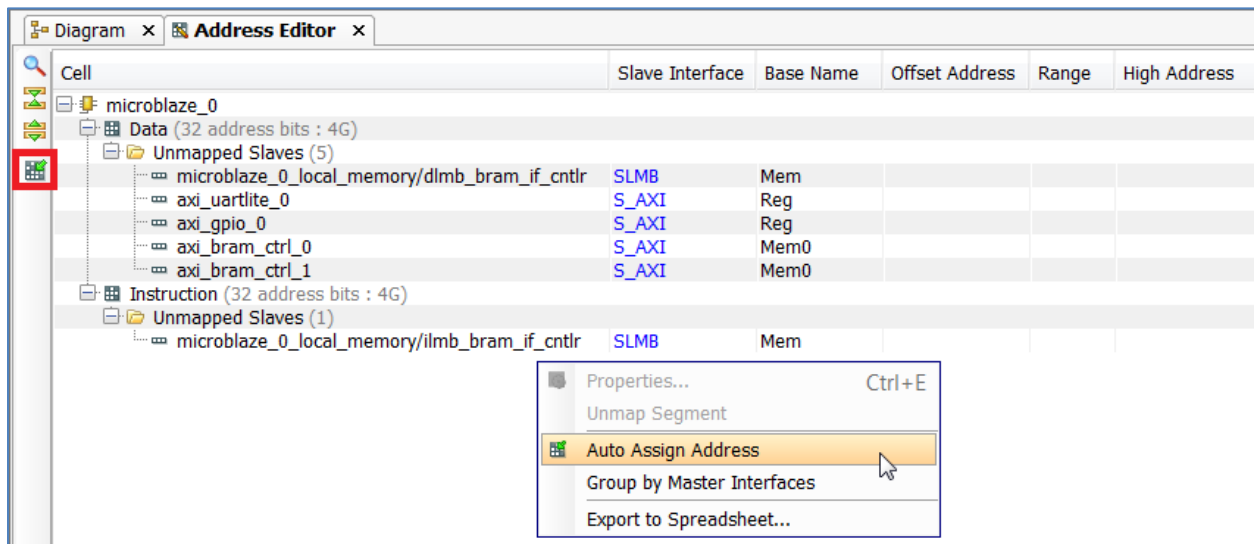 Diagram × Address Editor ×
Cell Slave Interface Base Name Offset Address Range High Address
microblaze_0
Data (32 address bits : 4G)
Unmapped Slaves (5)
microblaze_0_local_memory/dlmb_bram_if_cntlr SLMB Mem
axi_uartlite_0 S_AXI Reg
axi_gpio_0 S_AXI Reg
axi_bram_ctrl_0 S_AXI Mem0
axi_bram_ctrl_1 S_AXI Mem0
Instruction (32 address bits : 4G)
Unmapped Slaves (1)
microblaze_0_local_memory/ilmb_bram_if_cntlr SLMB Mem
Properties... Ctrl+E
Unmap Segment
Auto Assign Address
Group by Master Interfaces
Export to Spreadsheet...